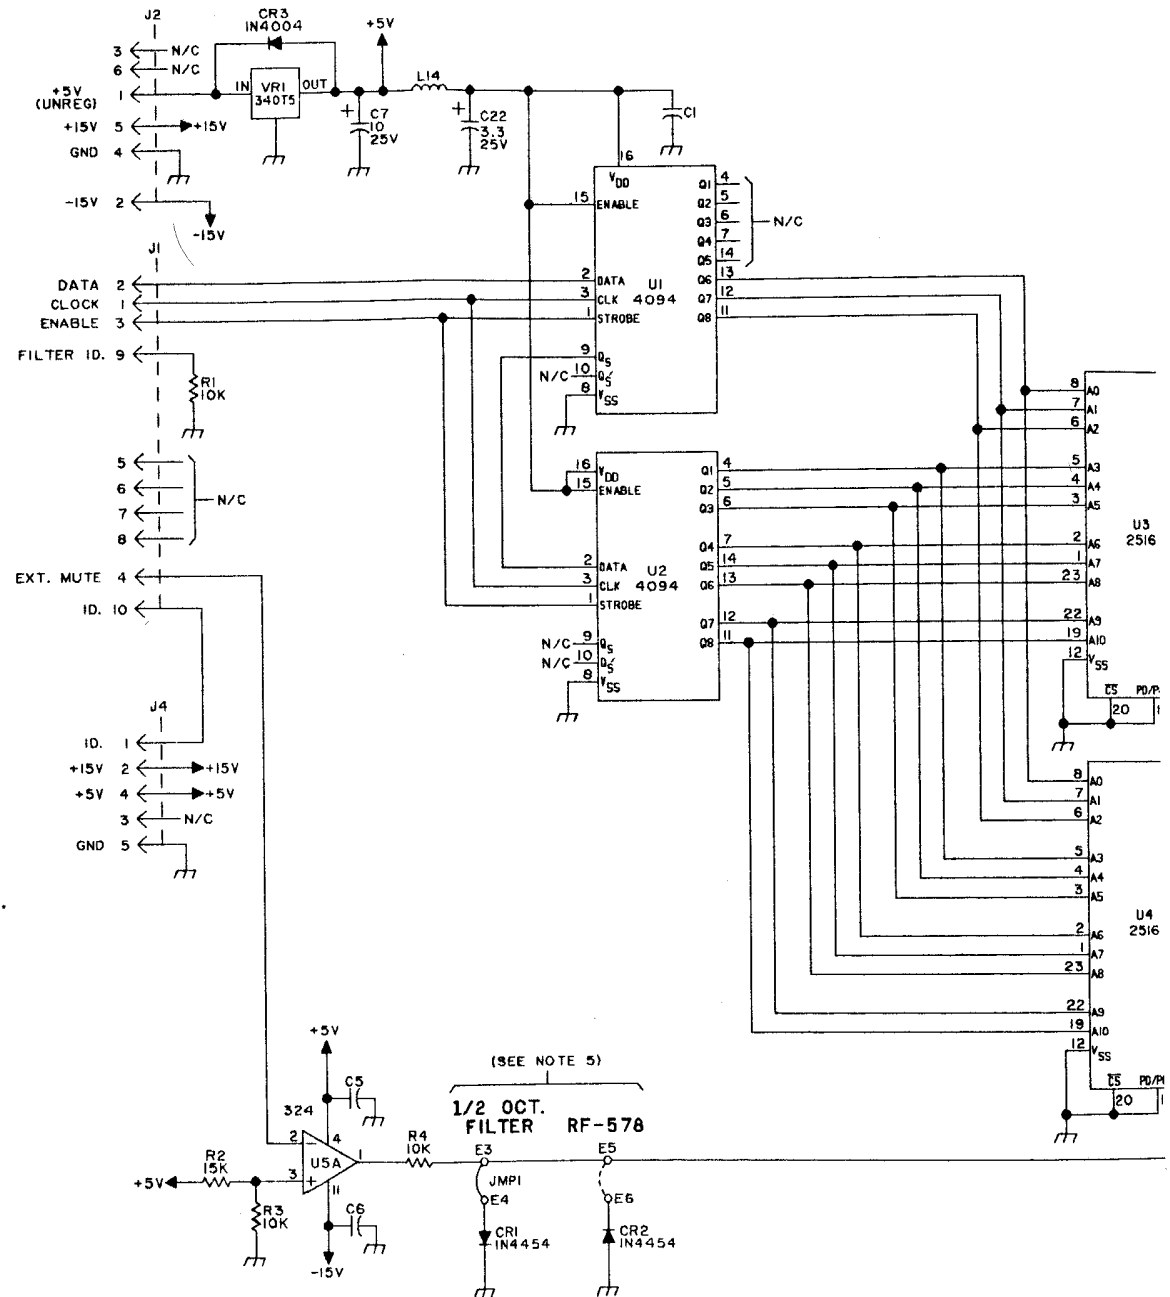 J2
CR3
1N4004
+5V
3 N/C
6 N/C
+5V
(UNREG) 1
IN VR1 OUT
340T5
L14
+ C7
10
25V
+ C22
3.3
25V
C1
+15V 5 +15V
GND 4
-15V 2
-15V
16
VDD
15 ENABLE
Q1 4
Q2 5
Q3 6
Q4 7
Q5 14
N/C
Q6 13
Q7 12
Q8 11
J1
DATA 2
CLOCK 1
ENABLE 3
2 DATA
3 CLK
1 STROBE
U1
4094
FILTER ID. 9
R1
10K
9 QS
N/C 10 QS'
8 VSS
5
6
7
8
N/C
16 VDD
15 ENABLE
Q1 4
Q2 5
Q3 6
Q4 7
Q5 14
Q6 13
Q7 12
Q8 11
2 DATA
3 CLK
1 STROBE
U2
4094
N/C 9 QS
N/C 10 QS'
8 VSS
8 A0
7 A1
6 A2
5 A3
4 A4
3 A5
2 A6
1 A7
23 A8
22 A9
19 A10
12 VSS
U3
2516
CS PD/P
20 1
EXT. MUTE 4
ID. 10
J4
ID. 1
+15V 2 +15V
+5V 4 +5V
3 N/C
GND 5
8 A0
7 A1
6 A2
5 A3
4 A4
3 A5
2 A6
1 A7
23 A8
22 A9
19 A10
12 VSS
U4
2516
CS PD/P
20 1
+5V
C5
324
2 -
4
U5A
1
3 +
11
R2
15K
+5V
R3
10K
C6
-15V
R4
10K
(SEE NOTE 5)
1/2 OCT.
FILTER RF-578
E3
JMP1
E4
CR1
1N4454
E5
E6
CR2
1N4454